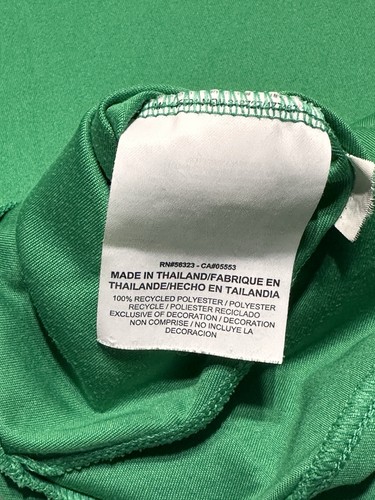 RN#56323 - CA#05553
MADE IN THAILAND/FABRIQUE EN
THAILANDE/HECHO EN TAILANDIA
100% RECYCLED POLYESTER / POLYESTER
RECYCLE / POLIESTER RECICLADO
EXCLUSIVE OF DECORATION / DECORATION
NON COMPRISE / NO INCLUYE LA
DECORACION